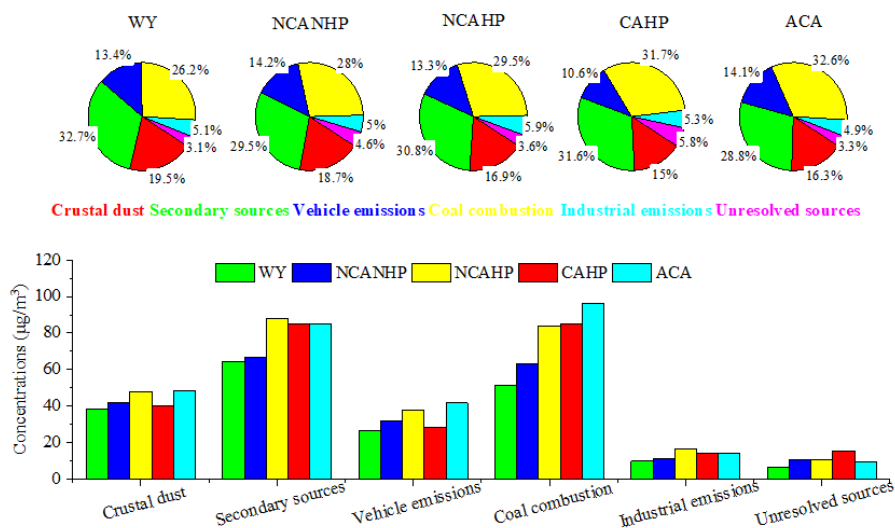 WY NCANHP NCAHP CAHP ACA
13.4% 26.2% 5.1% 3.1% 19.5% 32.7%
14.2% 28% 5% 4.6% 18.7% 29.5%
13.3% 29.5% 5.9% 3.6% 16.9% 30.8%
10.6% 31.7% 5.3% 5.8% 15% 31.6%
14.1% 32.6% 4.9% 3.3% 16.3% 28.8%
Crustal dust Secondary sources Vehicle emissions Coal combustion Industrial emissions Unresolved sources
WY NCANHP NCAHP CAHP ACA
Concentrations (μg/m³)
120
100
80
60
40
20
0
Crustal dust Secondary sources Vehicle emissions Coal combustion Industrial emissions Unresolved sources